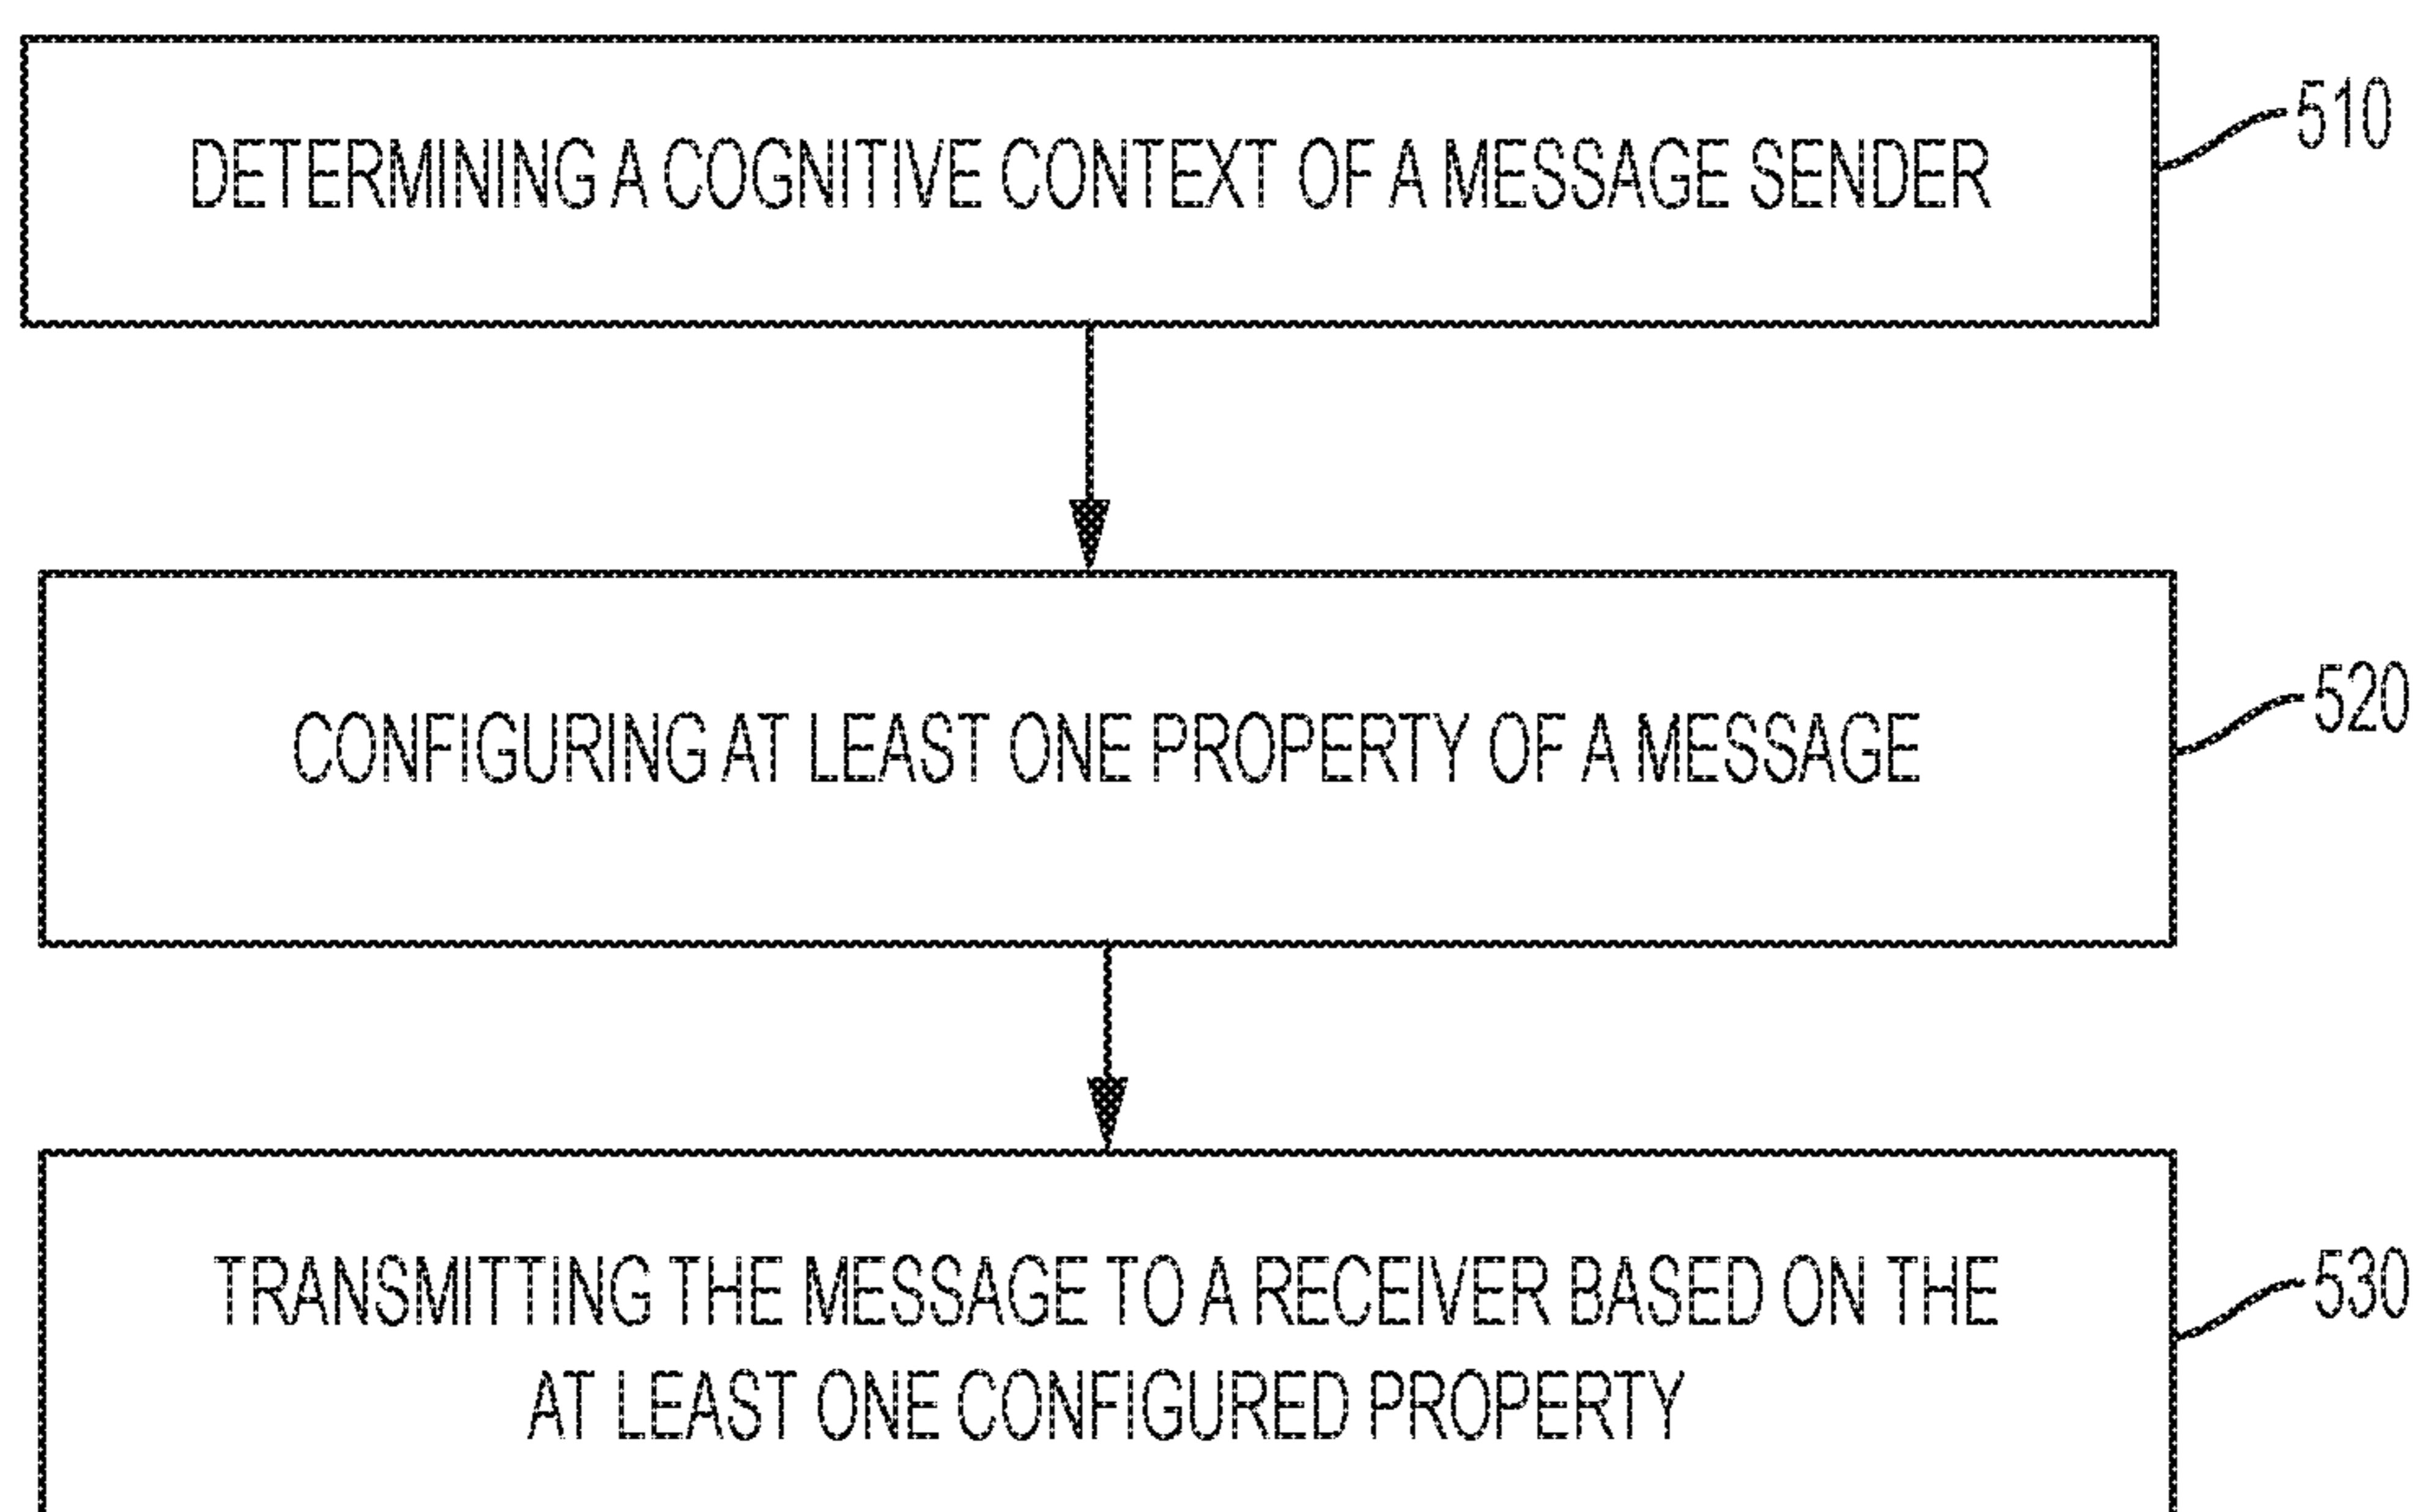 DETERMINING A COGNITIVE CONTEXT OF A MESSAGE SENDER
510
CONFIGURING AT LEAST ONE PROPERTY OF A MESSAGE
520
TRANSMITTING THE MESSAGE TO A RECEIVER BASED ON THE
AT LEAST ONE CONFIGURED PROPERTY
530